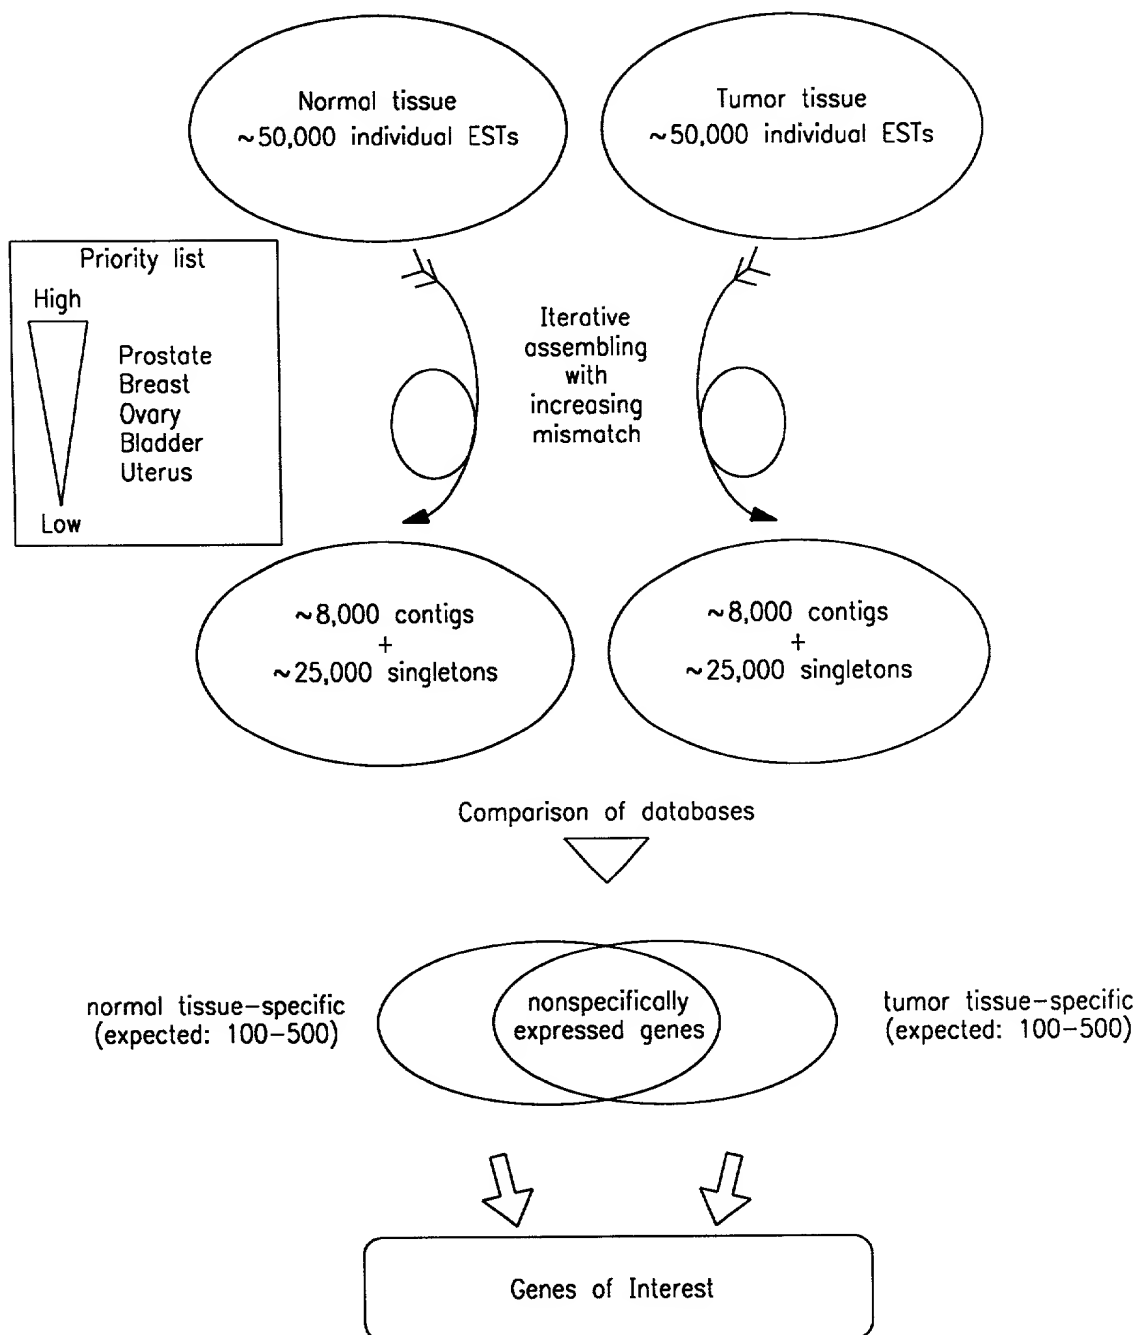 Normal tissue
~50,000 individual ESTs
Tumor tissue
~50,000 individual ESTs
Priority list
High
Prostate
Breast
Ovary
Bladder
Uterus
Low
Iterative
assembling
with
increasing
mismatch
~8,000 contigs
+
~25,000 singletons
~8,000 contigs
+
~25,000 singletons
Comparison of databases
normal tissue-specific
(expected: 100-500)
nonspecifically
expressed genes
tumor tissue-specific
(expected: 100-500)
Genes of Interest